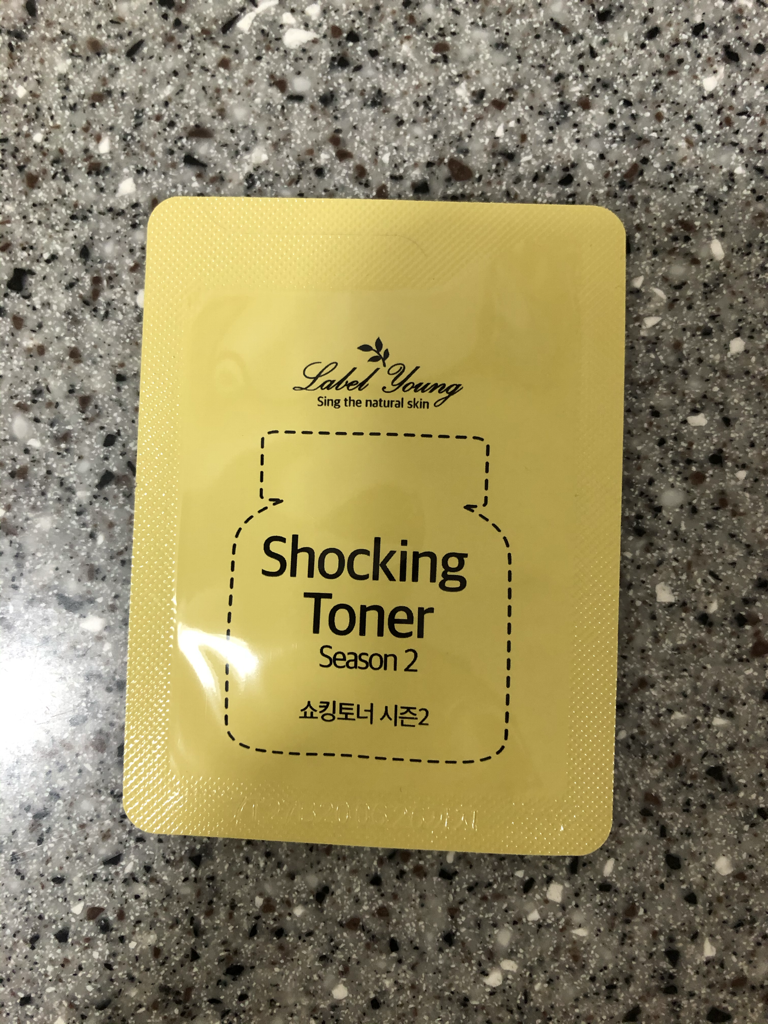 Label Young
Sing the natural skin
Shocking
Toner
Season 2
쇼킹토너 시즌2